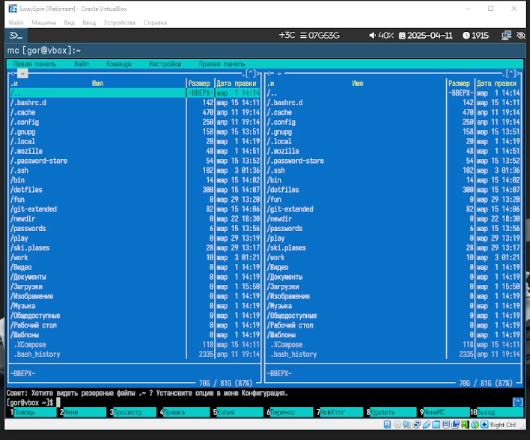 SwaySpin [Работает] - Oracle VirtualBox
Файл Машина Вид Ввод Устройства Справка
+3C 07G53G 40% 2025-04-11 1915
mc [gor@vbox]:~
Левая панель Файл Команда Настройки Правая панель
~ .[^]> ~ .[^]>
.и Имя Размер Дата правки .и Имя Размер Дата правки
/.. -ВВЕРХ- мар 1 14:14 /.. -ВВЕРХ- мар 1 14:14
/.bashrc.d 142 мар 15 14:11 /.bashrc.d 142 мар 15 14:11
/.cache 470 апр 11 19:14 /.cache 470 апр 11 19:14
/.config 250 апр 11 19:14 /.config 250 апр 11 19:14
/.gnupg 158 мар 15 13:51 /.gnupg 158 мар 15 13:51
/.local 20 мар 1 14:19 /.local 20 мар 1 14:19
/.mozilla 48 мар 1 14:51 /.mozilla 48 мар 1 14:51
/.password-store 54 мар 15 13:52 /.password-store 54 мар 15 13:52
/.ssh 102 мар 3 01:36 /.ssh 102 мар 3 01:36
/bin 14 мар 15 14:02 /bin 14 мар 15 14:02
/dotfiles 300 мар 15 14:07 /dotfiles 300 мар 15 14:07
/fun 0 мар 29 13:20 /fun 0 мар 29 13:20
/git-extended 82 мар 15 14:06 /git-extended 82 мар 15 14:06
/newdir 0 мар 22 18:30 /newdir 0 мар 22 18:30
/passwords 6 мар 15 13:56 /passwords 6 мар 15 13:56
/play 0 мар 29 13:19 /play 0 мар 29 13:19
/ski.plases 28 мар 29 13:17 /ski.plases 28 мар 29 13:17
/work 10 мар 3 01:21 /work 10 мар 3 01:21
/Видео 0 мар 1 14:19 /Видео 0 мар 1 14:19
/Документы 0 мар 1 14:19 /Документы 0 мар 1 14:19
/Загрузки 0 мар 1 15:50 /Загрузки 0 мар 1 15:50
/Изображения 0 мар 1 14:19 /Изображения 0 мар 1 14:19
/Музыка 0 мар 1 14:19 /Музыка 0 мар 1 14:19
/Общедоступные 0 мар 1 14:19 /Общедоступные 0 мар 1 14:19
/Рабочий стол 0 мар 1 14:19 /Рабочий стол 0 мар 1 14:19
/Шаблоны 0 мар 1 14:19 /Шаблоны 0 мар 1 14:19
.XCompose 118 мар 15 14:11 .XCompose 118 мар 15 14:11
.bash_history 2335 апр 11 19:14 .bash_history 2335 апр 11 19:14
-ВВЕРХ- -ВВЕРХ-
70G / 81G (87%) 70G / 81G (87%)
Совет: Хотите видеть резервные файлы .~ ? Установите опцию в меню Конфигурация.
[gor@vbox ~]$ [^]
1Помощь 2Меню 3Просмотр 4Правка 5Копия 6Перенос 7НовКтлг 8Удалить 9МенюMC 10Выход
Right Ctrl